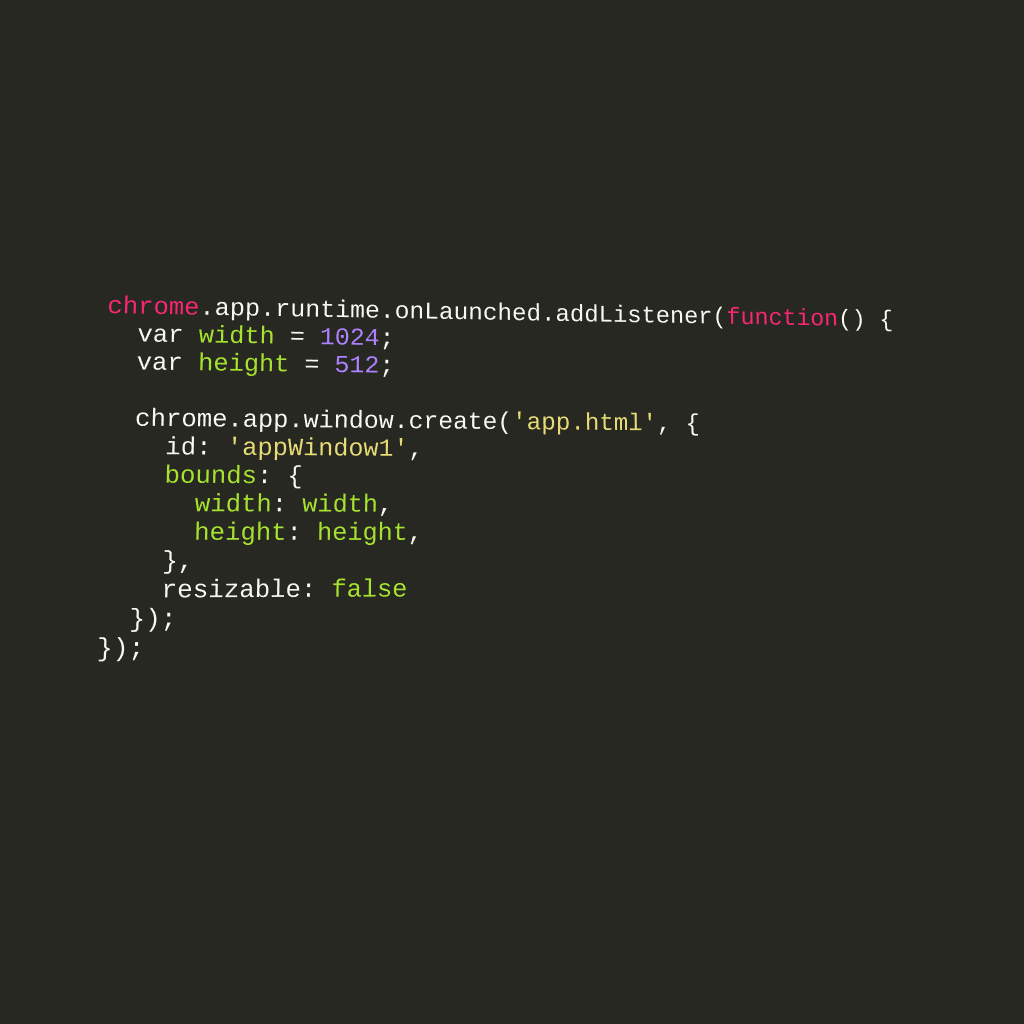 chrome.app.runtime.onLaunched.addListener(function() {
  var width = 1024;
  var height = 512;

  chrome.app.window.create('app.html', {
    id: 'appWindow1',
    bounds: {
      width: width,
      height: height,
    },
    resizable: false
  });
});